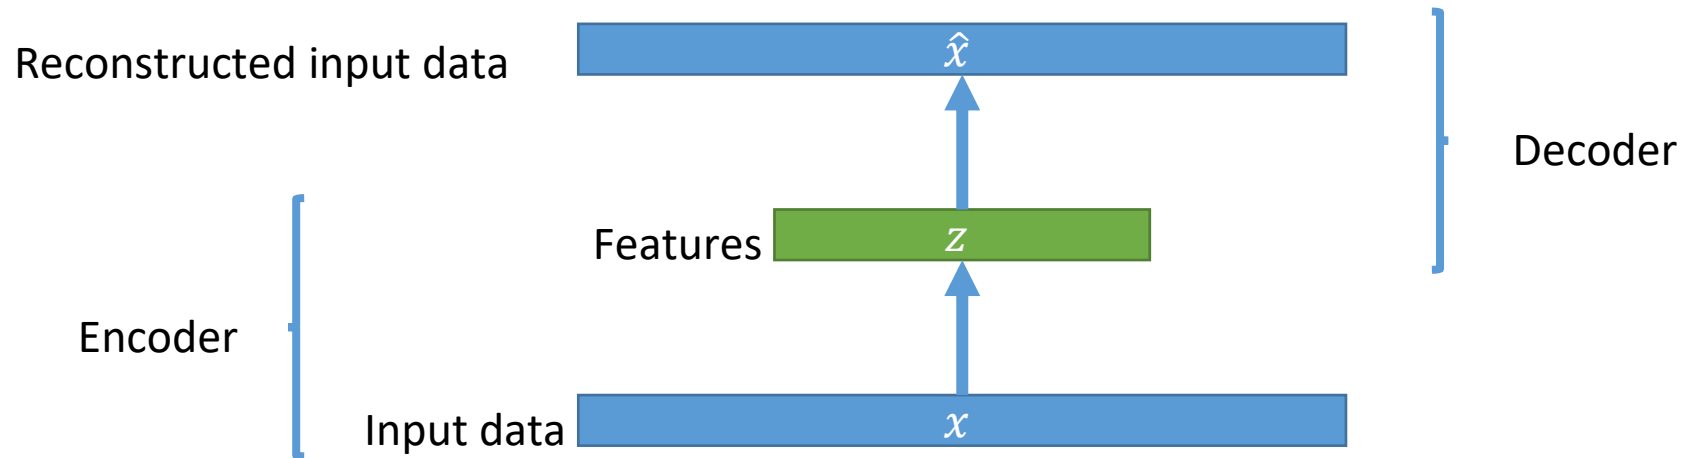 Reconstructed input data
x̂
Decoder
Features
z
Encoder
Input data
x